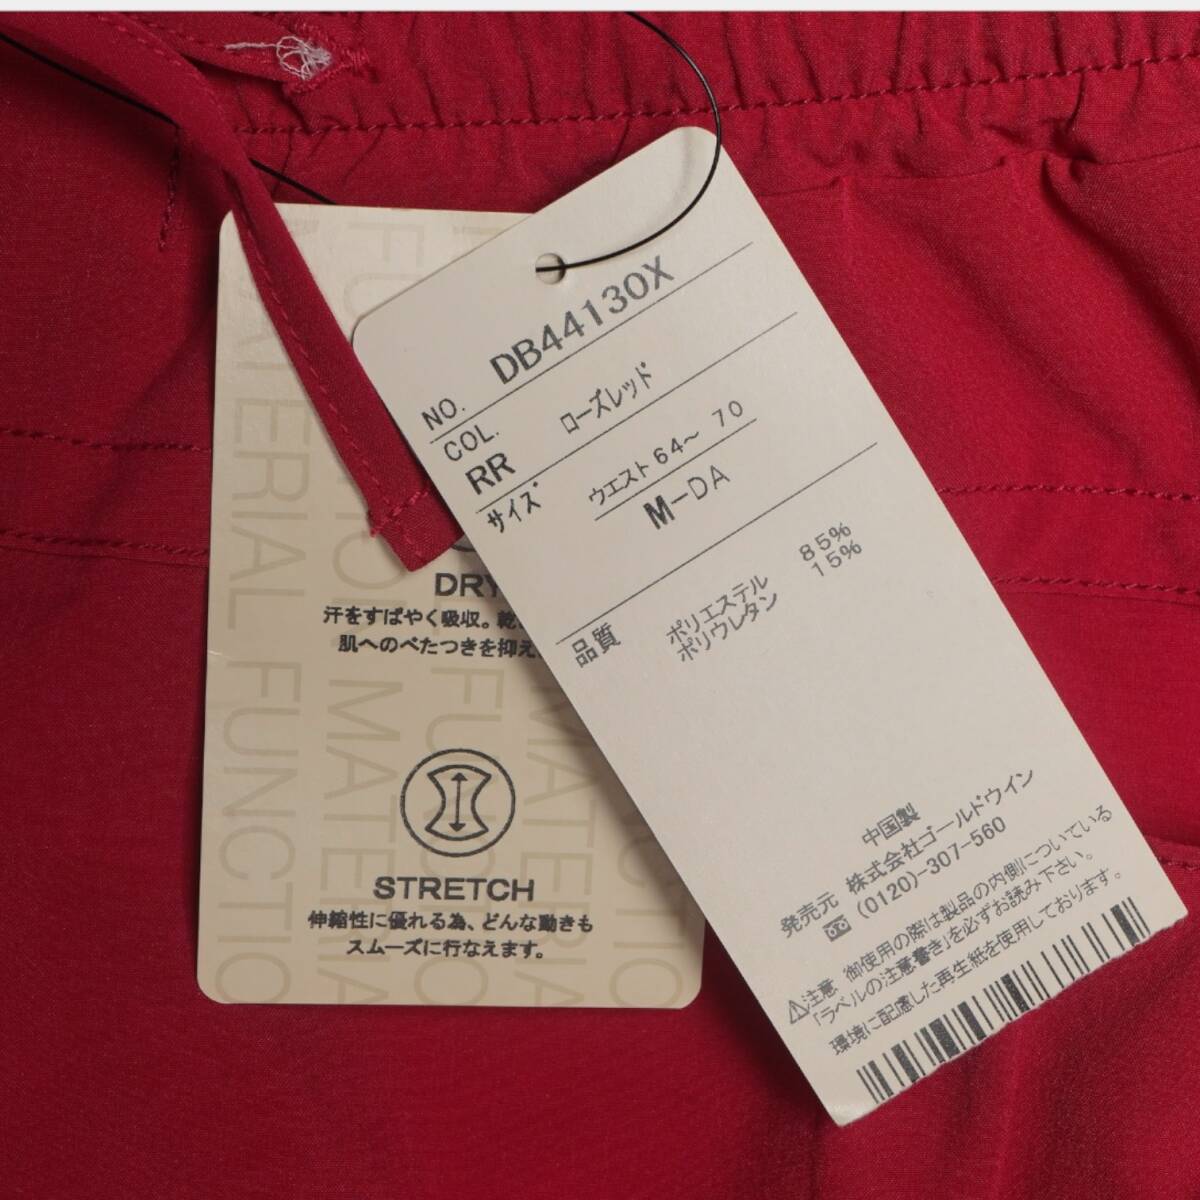 NO. DB44130X
COL. ローズレッド
RR
サイズ ウエスト64～ 70
M-DA
品質 ポリエステル 85%
ポリウレタン 15%
中国製
発売元 株式会社ゴールドウイン
(0120)-307-560
⚠注意 御使用の際は製品の内側についている
「ラベルの注意書き」を必ずお読み下さい。
環境に配慮した再生紙を使用しております。
DRY
汗をすばやく吸収。乾
肌へのべたつきを抑え
STRETCH
伸縮性に優れる為、どんな動きも
スムーズに行なえます。
MATERIAL FUNCTIO
FUNCTION MATERIA